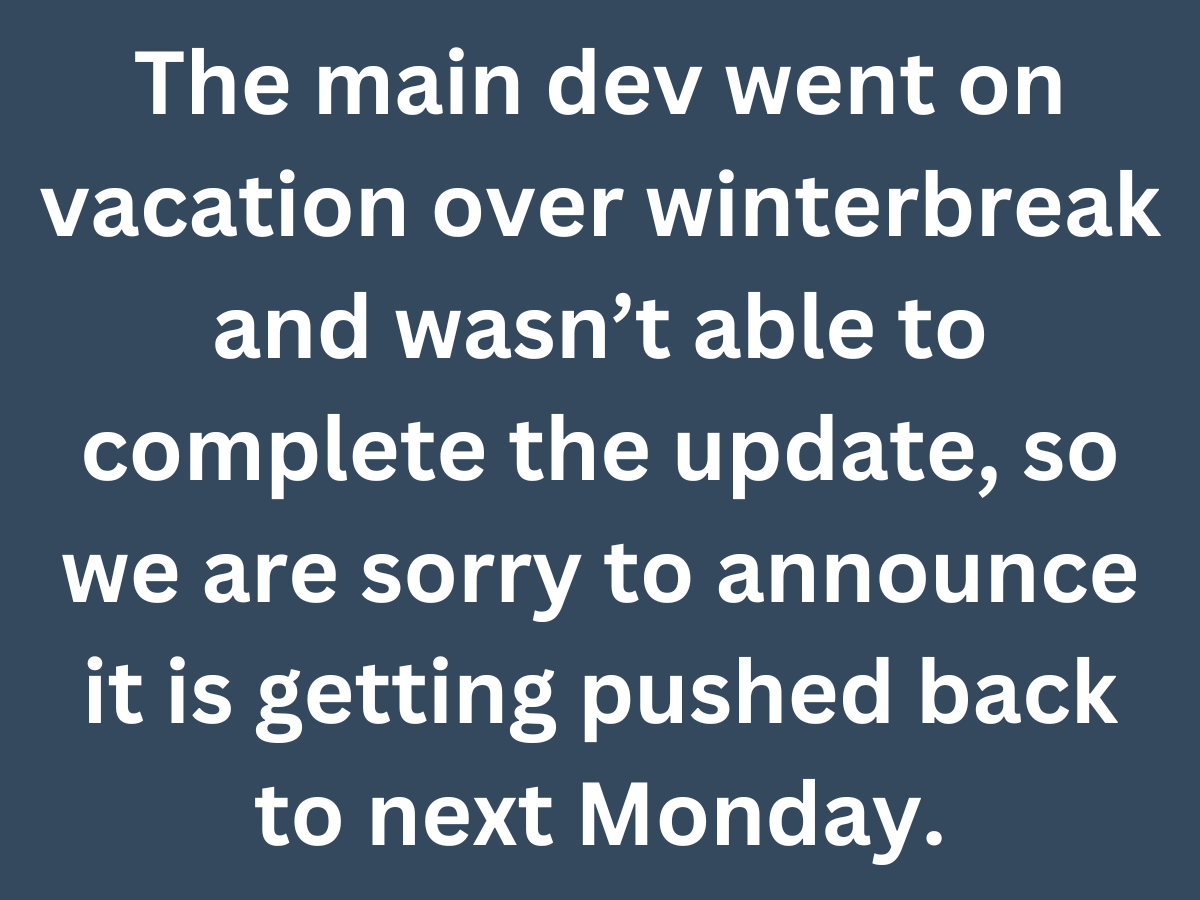 The main dev went on
vacation over winterbreak
and wasn’t able to
complete the update, so
we are sorry to announce
it is getting pushed back
to next Monday.